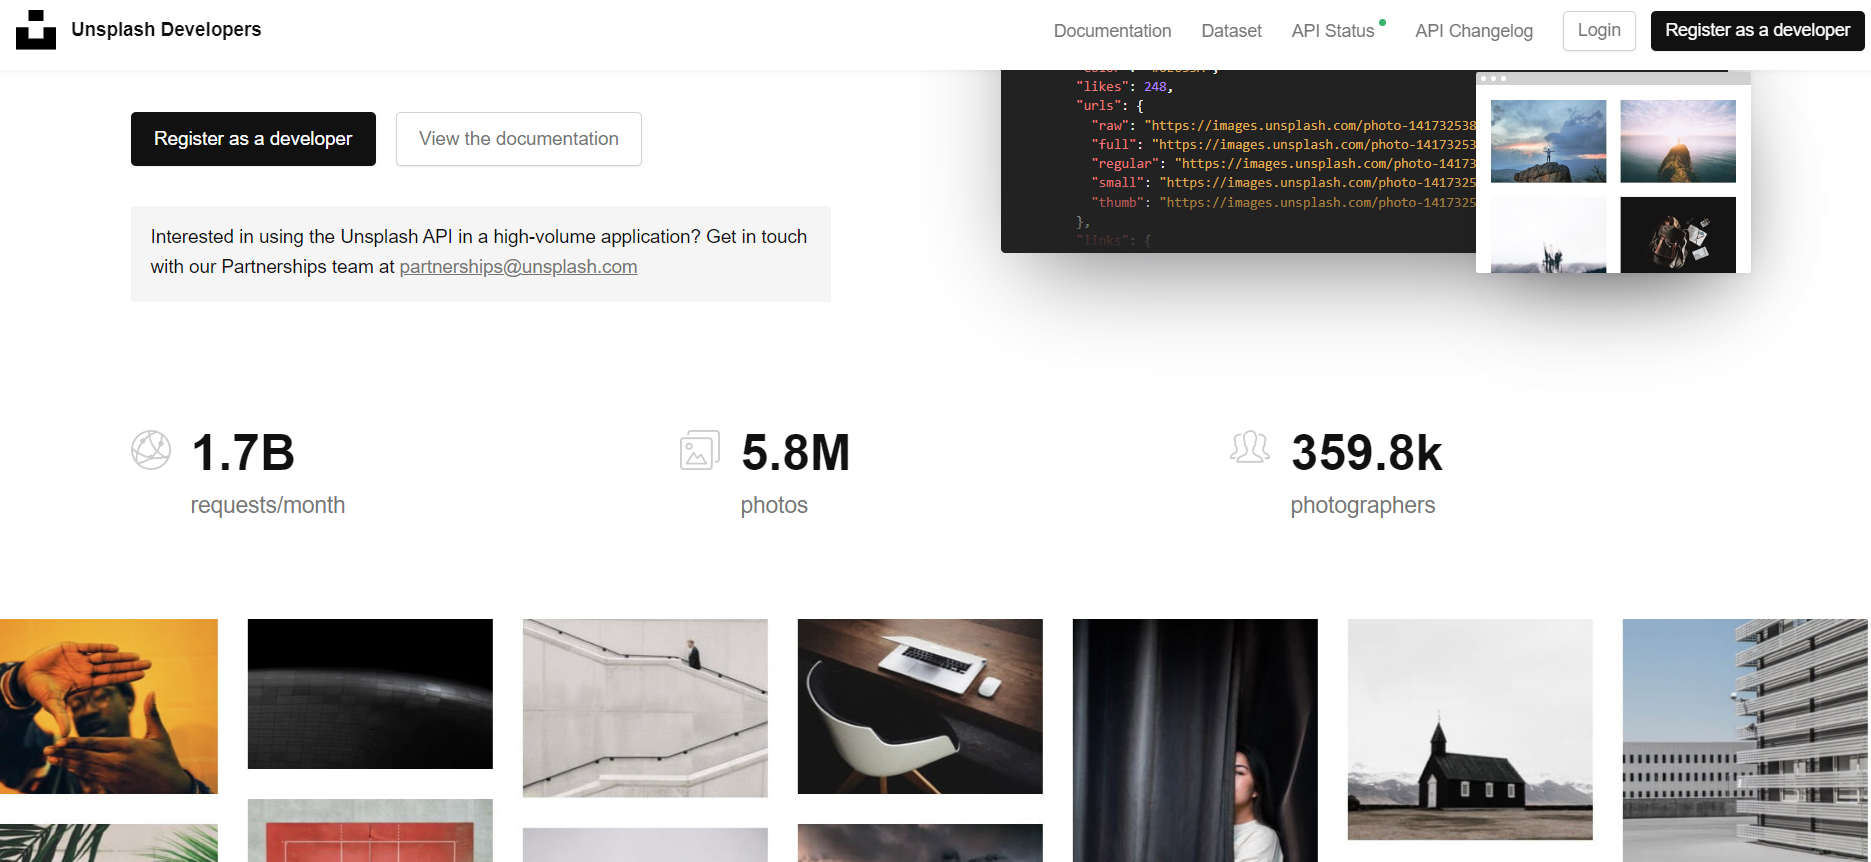 Unsplash Developers
Documentation
Dataset
API Status
API Changelog
Login
Register as a developer
"likes": 248,
"urls": {
"raw": "https://images.unsplash.com/photo-141732538
"full": "https://images.unsplash.com/photo-14173253
"regular": "https://images.unsplash.com/photo-14173
"small": "https://images.unsplash.com/photo-1417325
"thumb": "https://images.unsplash.com/photo-1417325
},
"links": {
Register as a developer
View the documentation
Interested in using the Unsplash API in a high-volume application? Get in touch
with our Partnerships team at partnerships@unsplash.com
1.7B
requests/month
5.8M
photos
359.8k
photographers